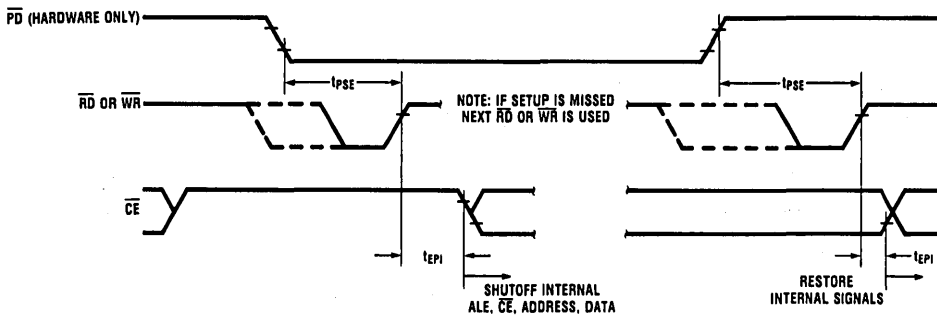 PD (HARDWARE ONLY)
tPSE
tPSE
RD OR WR
NOTE: IF SETUP IS MISSED
NEXT RD OR WR IS USED
CE
tEPI
tEPI
SHUTOFF INTERNAL
ALE, CE, ADDRESS, DATA
RESTORE
INTERNAL SIGNALS